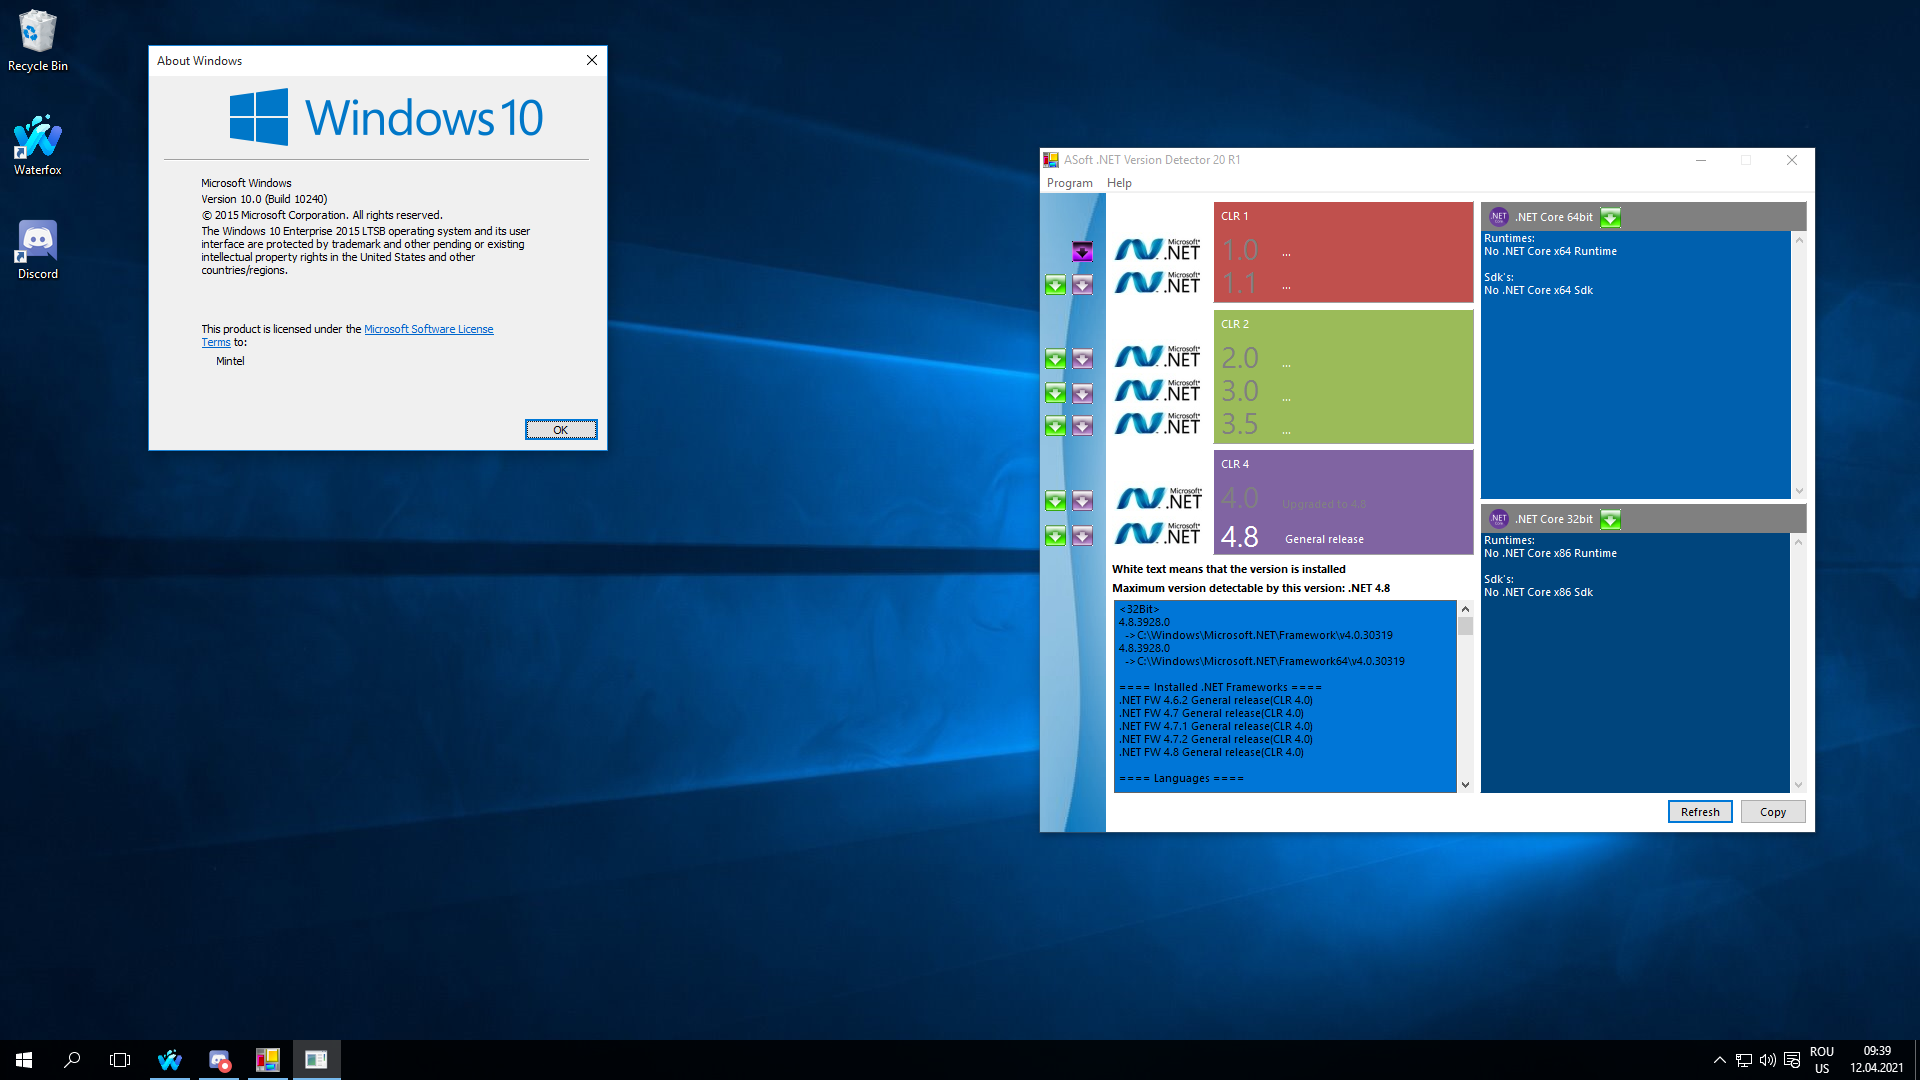 Recycle Bin
Waterfox
Discord
About Windows
Windows 10
Microsoft Windows
Version 10.0 (Build 10240)
© 2015 Microsoft Corporation. All rights reserved.
The Windows 10 Enterprise 2015 LTSB operating system and its user
interface are protected by trademark and other pending or existing
intellectual property rights in the United States and other
countries/regions.
This product is licensed under the Microsoft Software License
Terms to:
Mintel
OK
ASoft .NET Version Detector 20 R1
Program Help
CLR 1
Microsoft .NET 1.0 ...
Microsoft .NET 1.1 ...
CLR 2
Microsoft .NET 2.0 ...
Microsoft .NET 3.0 ...
Microsoft .NET 3.5 ...
CLR 4
Microsoft .NET 4.0 Upgraded to 4.8
Microsoft .NET 4.8 General release
White text means that the version is installed
Maximum version detectable by this version: .NET 4.8
<32Bit>
4.8.3928.0
->C:\Windows\Microsoft.NET\Framework\v4.0.30319
4.8.3928.0
->C:\Windows\Microsoft.NET\Framework64\v4.0.30319
==== Installed .NET Frameworks ====
.NET FW 4.6.2 General release(CLR 4.0)
.NET FW 4.7 General release(CLR 4.0)
.NET FW 4.7.1 General release(CLR 4.0)
.NET FW 4.7.2 General release(CLR 4.0)
.NET FW 4.8 General release(CLR 4.0)
==== Languages ====
.NET Core 64bit
Runtimes:
No .NET Core x64 Runtime
Sdk's:
No .NET Core x64 Sdk
.NET Core 32bit
Runtimes:
No .NET Core x86 Runtime
Sdk's:
No .NET Core x86 Sdk
Refresh Copy
ROU
US
09:39
12.04.2021